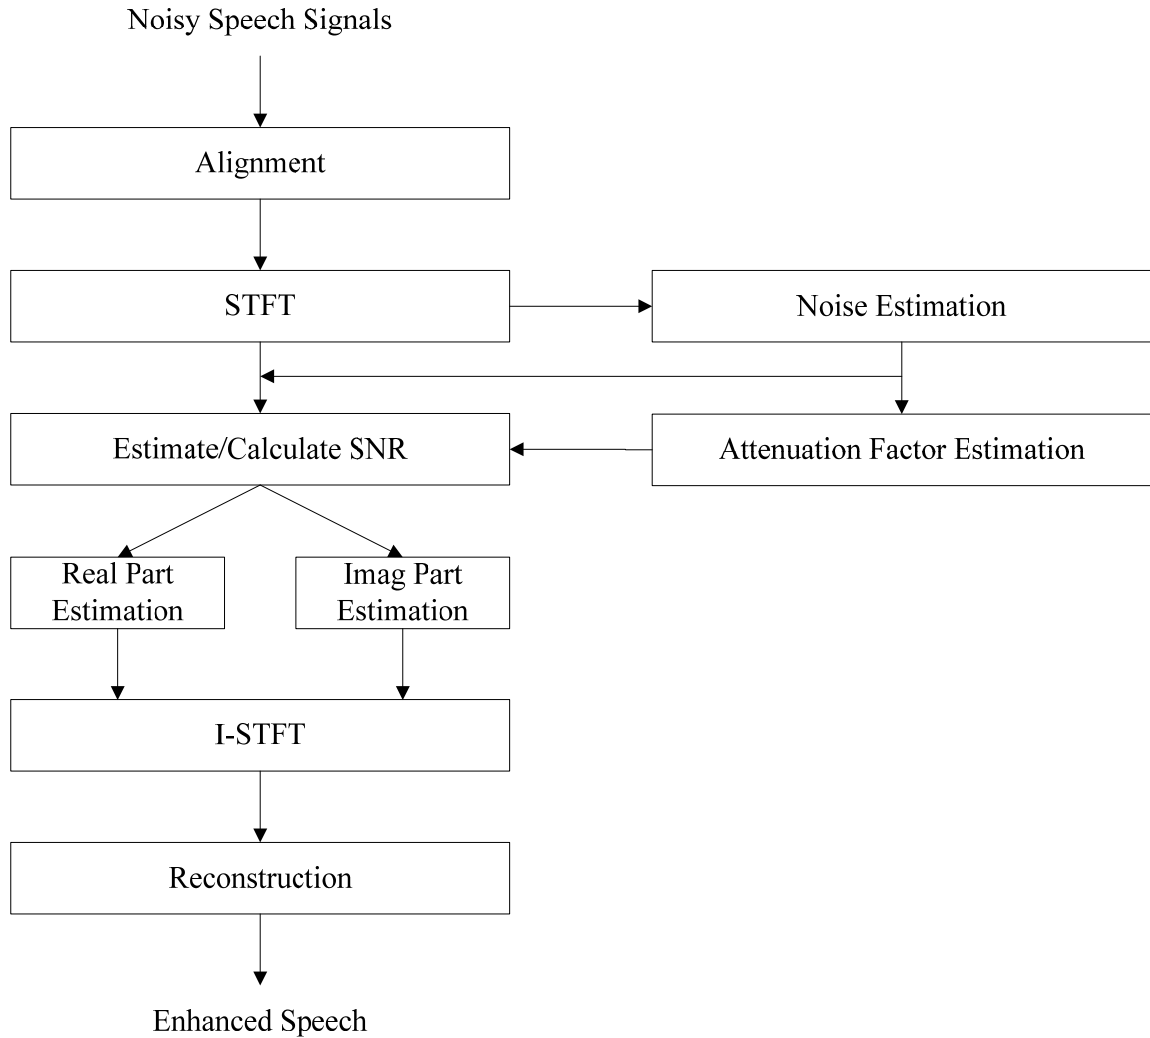 Noisy Speech Signals
Alignment
STFT
Noise Estimation
Estimate/Calculate SNR
Attenuation Factor Estimation
Real Part
Estimation
Imag Part
Estimation
I-STFT
Reconstruction
Enhanced Speech